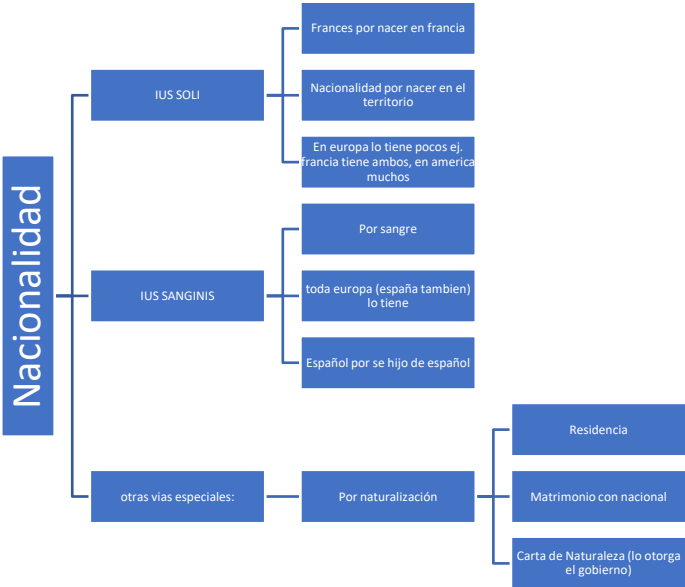 Nacionalidad
IUS SOLI
Frances por nacer en francia
Nacionalidad por nacer en el
territorio
En europa lo tiene pocos ej.
francia tiene ambos, en america
muchos
IUS SANGINIS
Por sangre
toda europa (españa tambien)
lo tiene
Español por se hijo de español
otras vias especiales:
Por naturalización
Residencia
Matrimonio con nacional
Carta de Naturaleza (lo otorga
el gobierno)